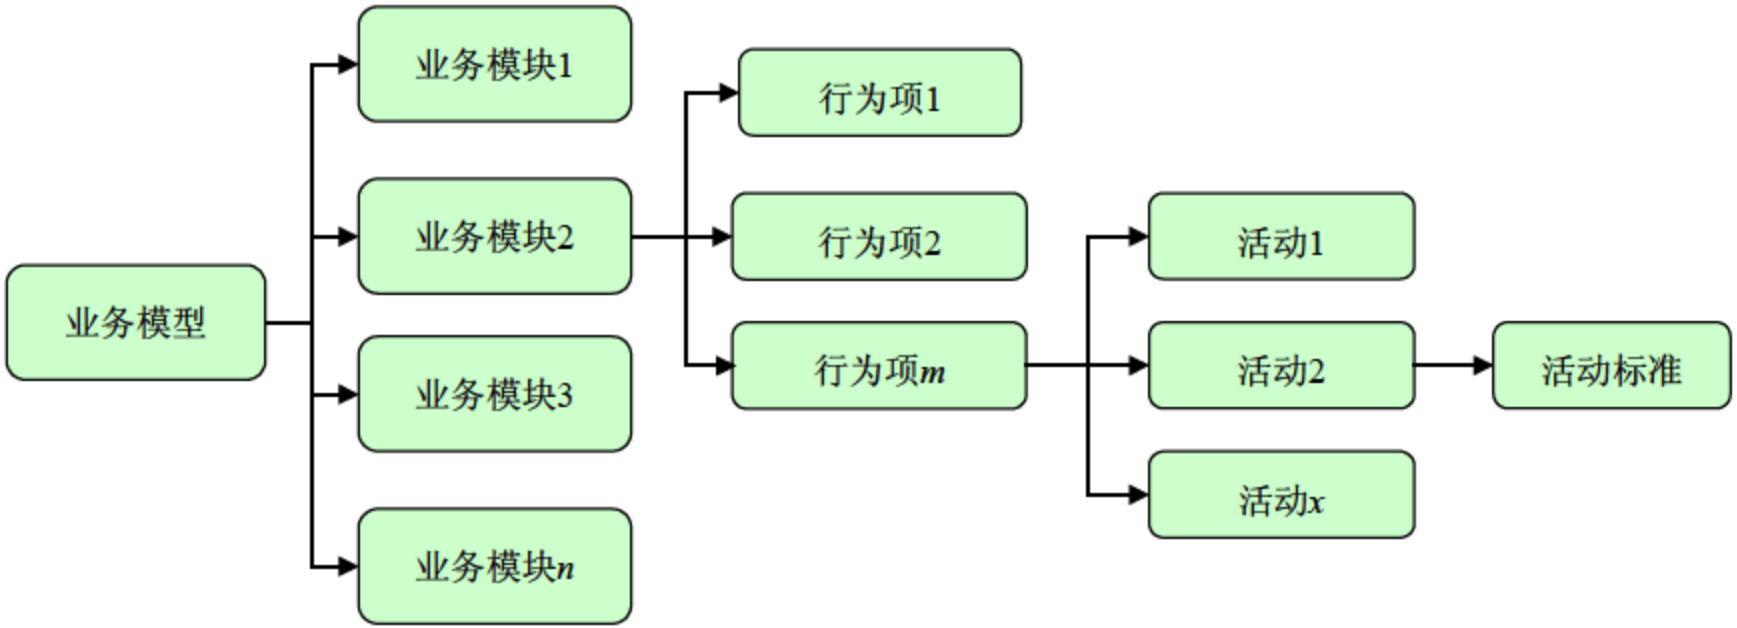 业务模块1
行为项1
业务模块2
行为项2
活动1
业务模型
行为项m
活动2
活动标准
业务模块3
活动x
业务模块n